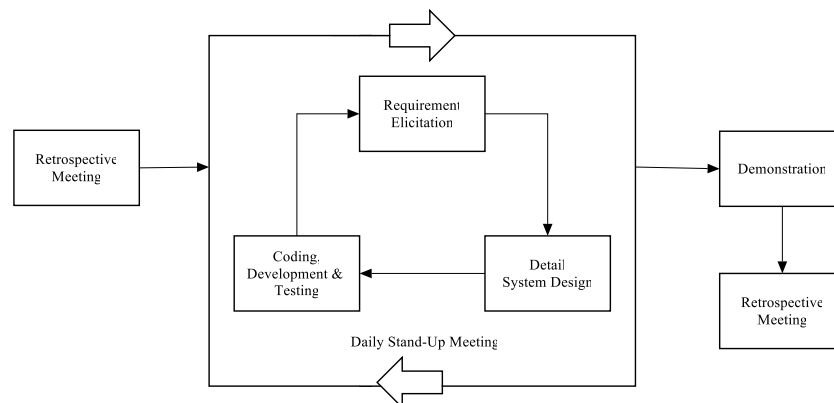 Retrospective
Meeting
Requirement
Elicitation
Detail
System Design
Coding,
Development &
Testing
Daily Stand-Up Meeting
Demonstration
Retrospective
Meeting